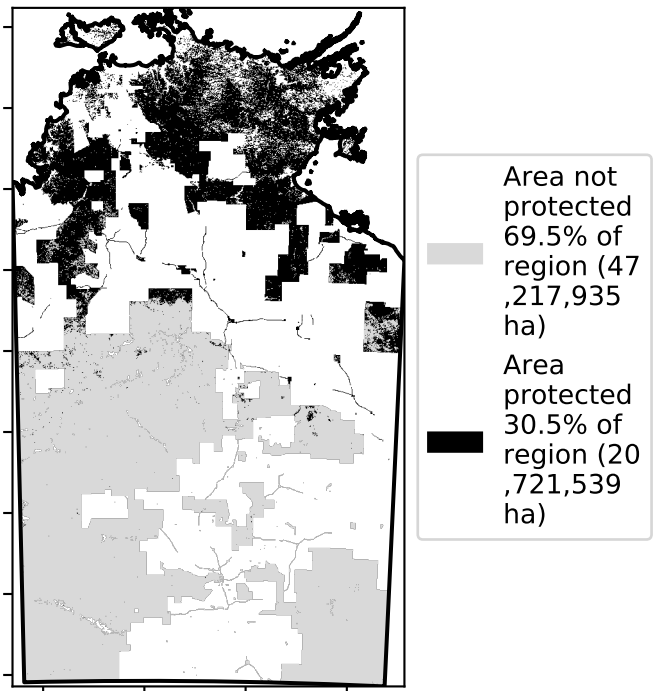 Area not
protected
69.5% of
region (47
,217,935
ha)
Area
protected
30.5% of
region (20
,721,539
ha)